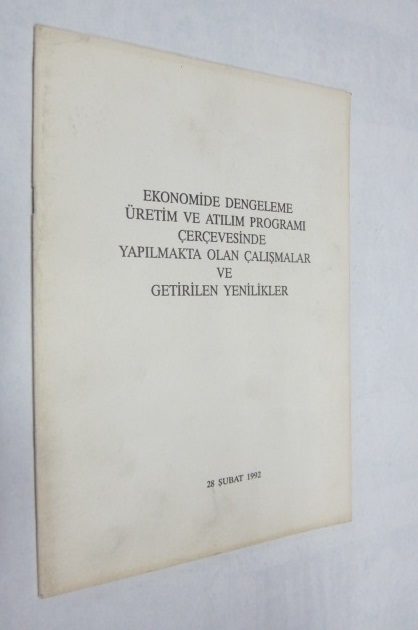 EKONOMİDE DENGELEME
ÜRETİM VE ATILIM PROGRAMI
ÇERÇEVESİNDE
YAPILMAKTA OLAN ÇALIŞMALAR
VE
GETİRİLEN YENİLİKLER
28 ŞUBAT 1992